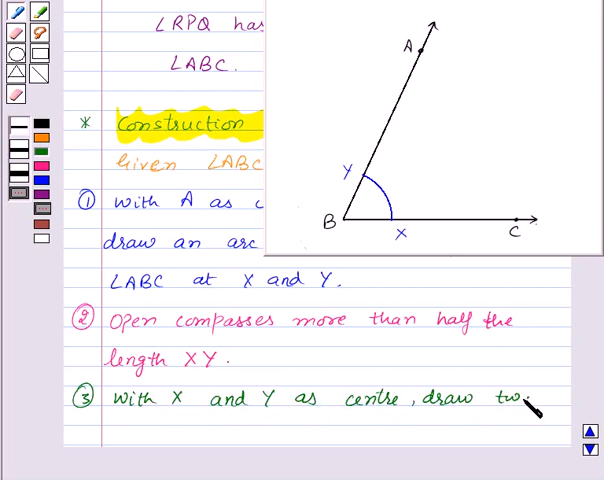 ∠RPQ has
∠ABC.
* Construction
Given ∠ABC
① With A as c
draw an arc
∠ABC at X and Y.
② Open compasses more than half the
length XY.
③ With X and Y as centre, draw two
A
Y
B
X
C